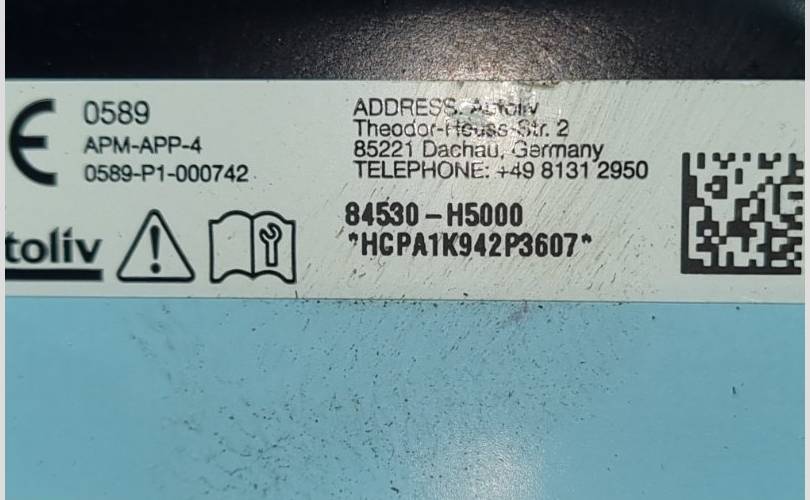 CE 0589
APM-APP-4
0589-P1-000742
toliv
ADDRESS: Autoliv
Theodor-Heuss-Str. 2
85221 Dachau, Germany
TELEPHONE: +49 8131 2950
84530-H5000
*HCPA1K942P3607*